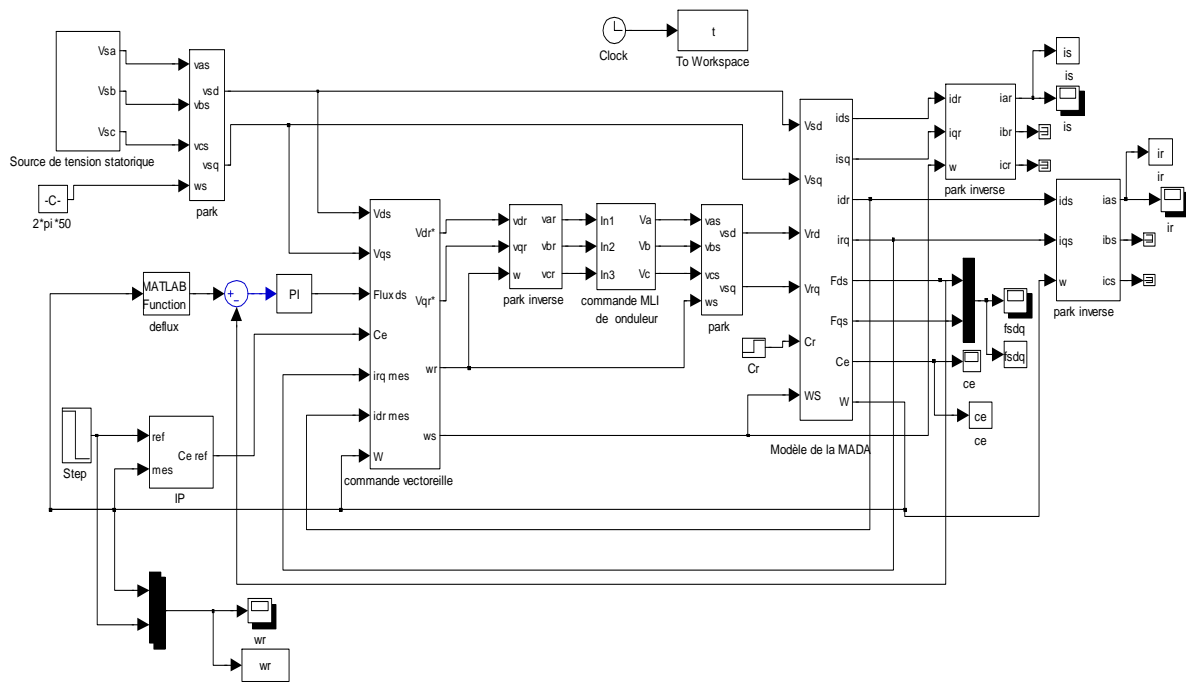 Vsa
Vsb
Vsc
Source de tension statorique
-C-
2*pi*50
vas
vbs
vcs
ws
vsd
vsq
park
Clock
t
To Workspace
MATLAB
Function
deflux
+
-
PI
ref
mes
Ce ref
IP
Step
Vds
Vqs
Flux ds
Ce
irq mes
idr mes
W
Vdr*
Vqr*
wr
ws
commande vectoreille
vdr
vqr
w
var
vbr
vcr
park inverse
In1
In2
In3
Va
Vb
Vc
commande MLI
de onduleur
vas
vbs
vcs
ws
vsd
vsq
park
Cr
Vsd
Vsq
Vrd
Vrq
Cr
WS
ids
isq
idr
irq
Fds
Fqs
Ce
W
Modèle de la MADA
idr
iqr
w
iar
ibr
icr
park inverse
is
is
is
ids
iqs
w
ias
ibs
ics
park inverse
ir
ir
ir
fsdq
fsdq
ce
ce
ce
wr
wr